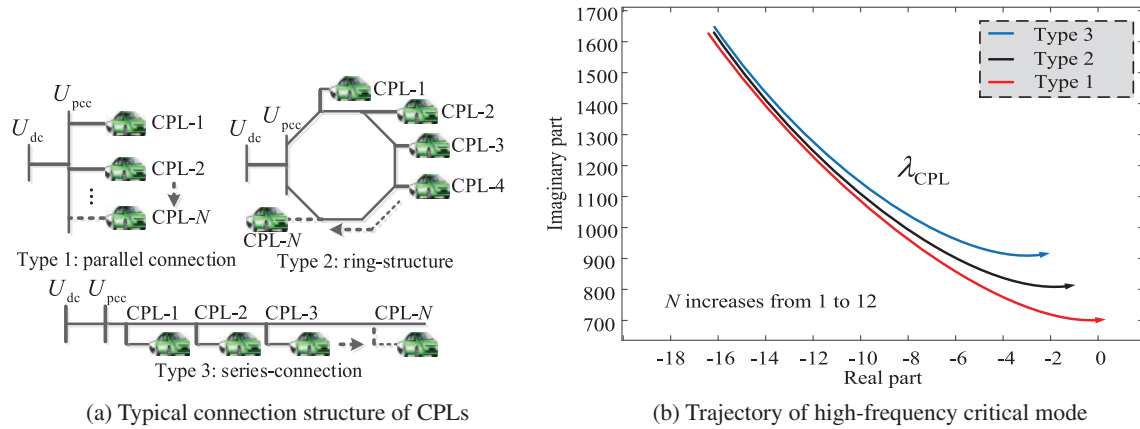 U_dc
U_pcc
CPL-1
CPL-2
⋮
CPL-N
Type 1: parallel connection
U_dc
U_pcc
CPL-1
CPL-2
CPL-3
CPL-4
CPL-N
Type 2: ring-structure
U_dc U_pcc CPL-1 CPL-2 CPL-3 CPL-N
Type 3: series-connection
(a) Typical connection structure of CPLs
1700
1600
1500
1400
1300
1200
1100
1000
900
800
700
Imaginary part
Type 3
Type 2
Type 1
λ_CPL
N increases from 1 to 12
-18 -16 -14 -12 -10 -8 -6 -4 -2 0
Real part
(b) Trajectory of high-frequency critical mode